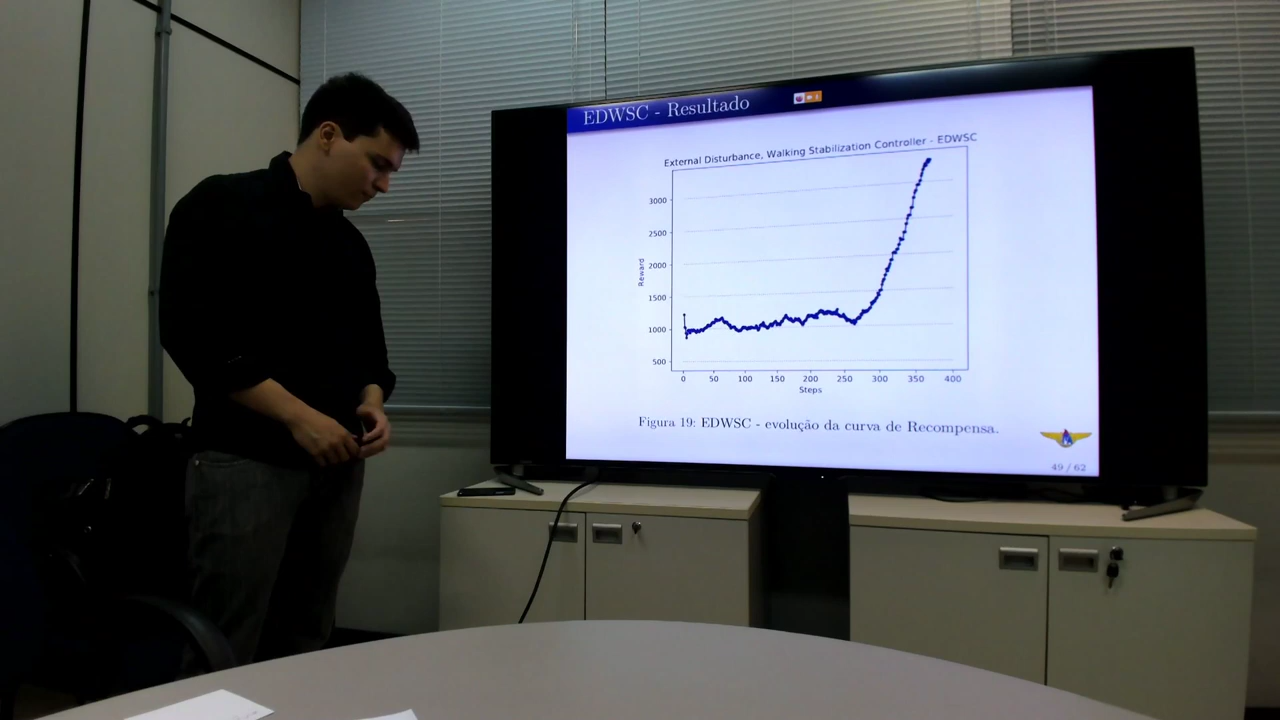 EDWSC - Resultado
External Disturbance, Walking Stabilization Controller - EDWSC
3000
2500
2000
1500
1000
500
Reward
0 50 100 150 200 250 300 350 400
Steps
Figura 19: EDWSC - evolução da curva de Recompensa.
49 / 62